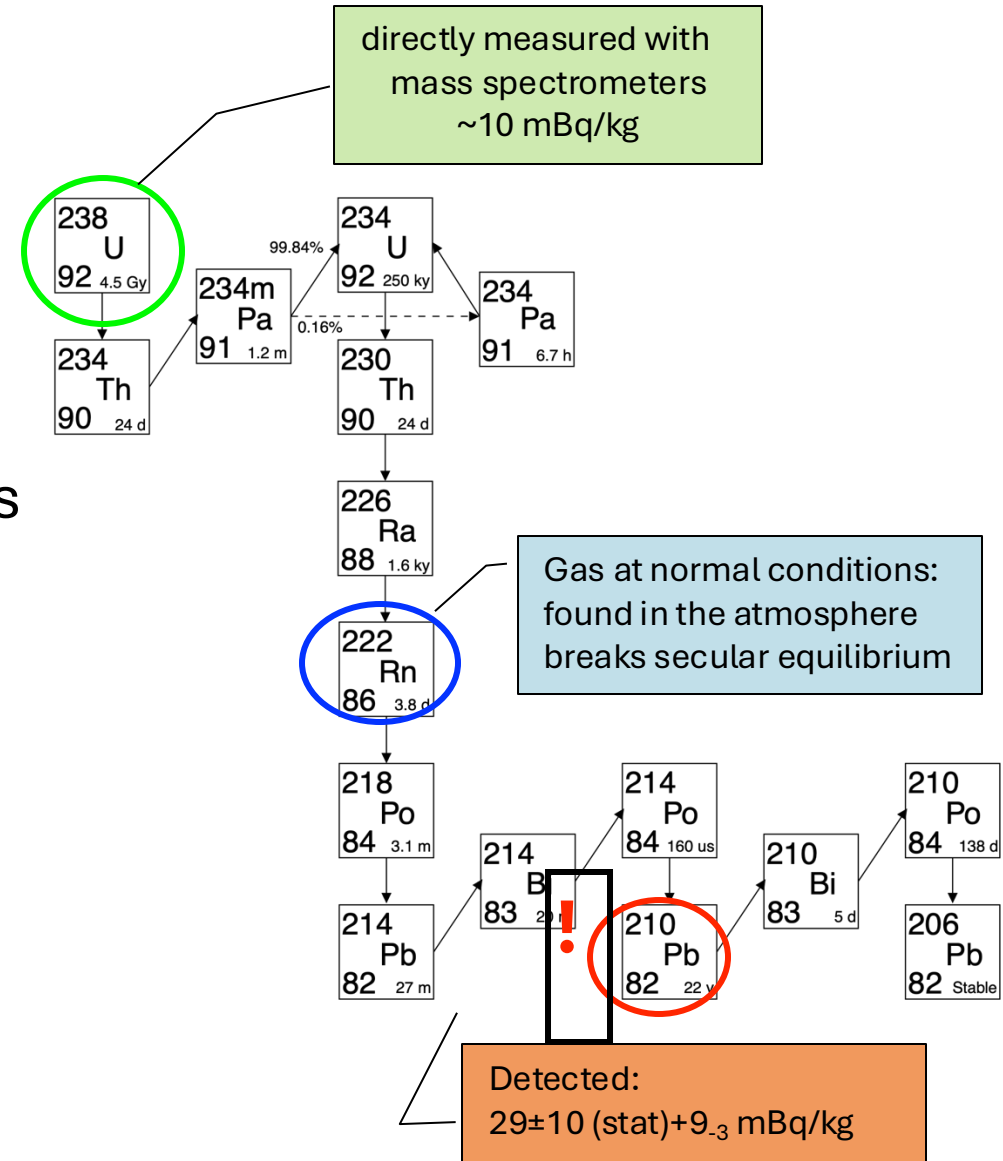 directly measured with
mass spectrometers
~10 mBq/kg
238
U
92 4.5 Gy
234
U
92 250 ky
99.84%
234m
Pa
91 1.2 m
0.16%
234
Pa
91 6.7 h
234
Th
90 24 d
230
Th
90 24 d
s
226
Ra
88 1.6 ky
Gas at normal conditions:
found in the atmosphere
breaks secular equilibrium
222
Rn
86 3.8 d
218
Po
84 3.1 m
214
Po
84 160 us
210
Po
84 138 d
214
B
83
!
210
Bi
83 5 d
214
Pb
82 27 m
210
Pb
82 22 y
206
Pb
82 Stable
Detected:
29±10 (stat)+9₋₃ mBq/kg